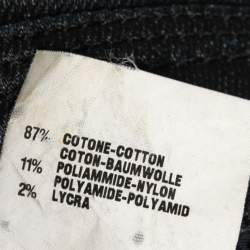 87% COTONE-COTTON
COTON-BAUMWOLLE
11% POLIAMMIDE-NYLON
POLYAMIDE-POLYAMID
2% LYCRA